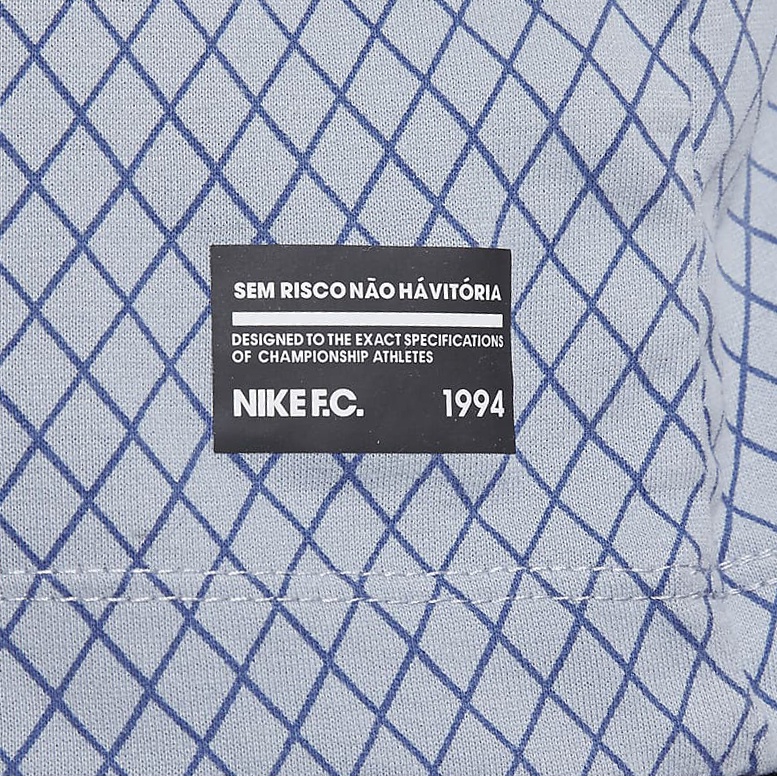 SEM RISCO NÃO HÁ VITÓRIA
DESIGNED TO THE EXACT SPECIFICATIONS
OF CHAMPIONSHIP ATHLETES
NIKE F.C. 1994